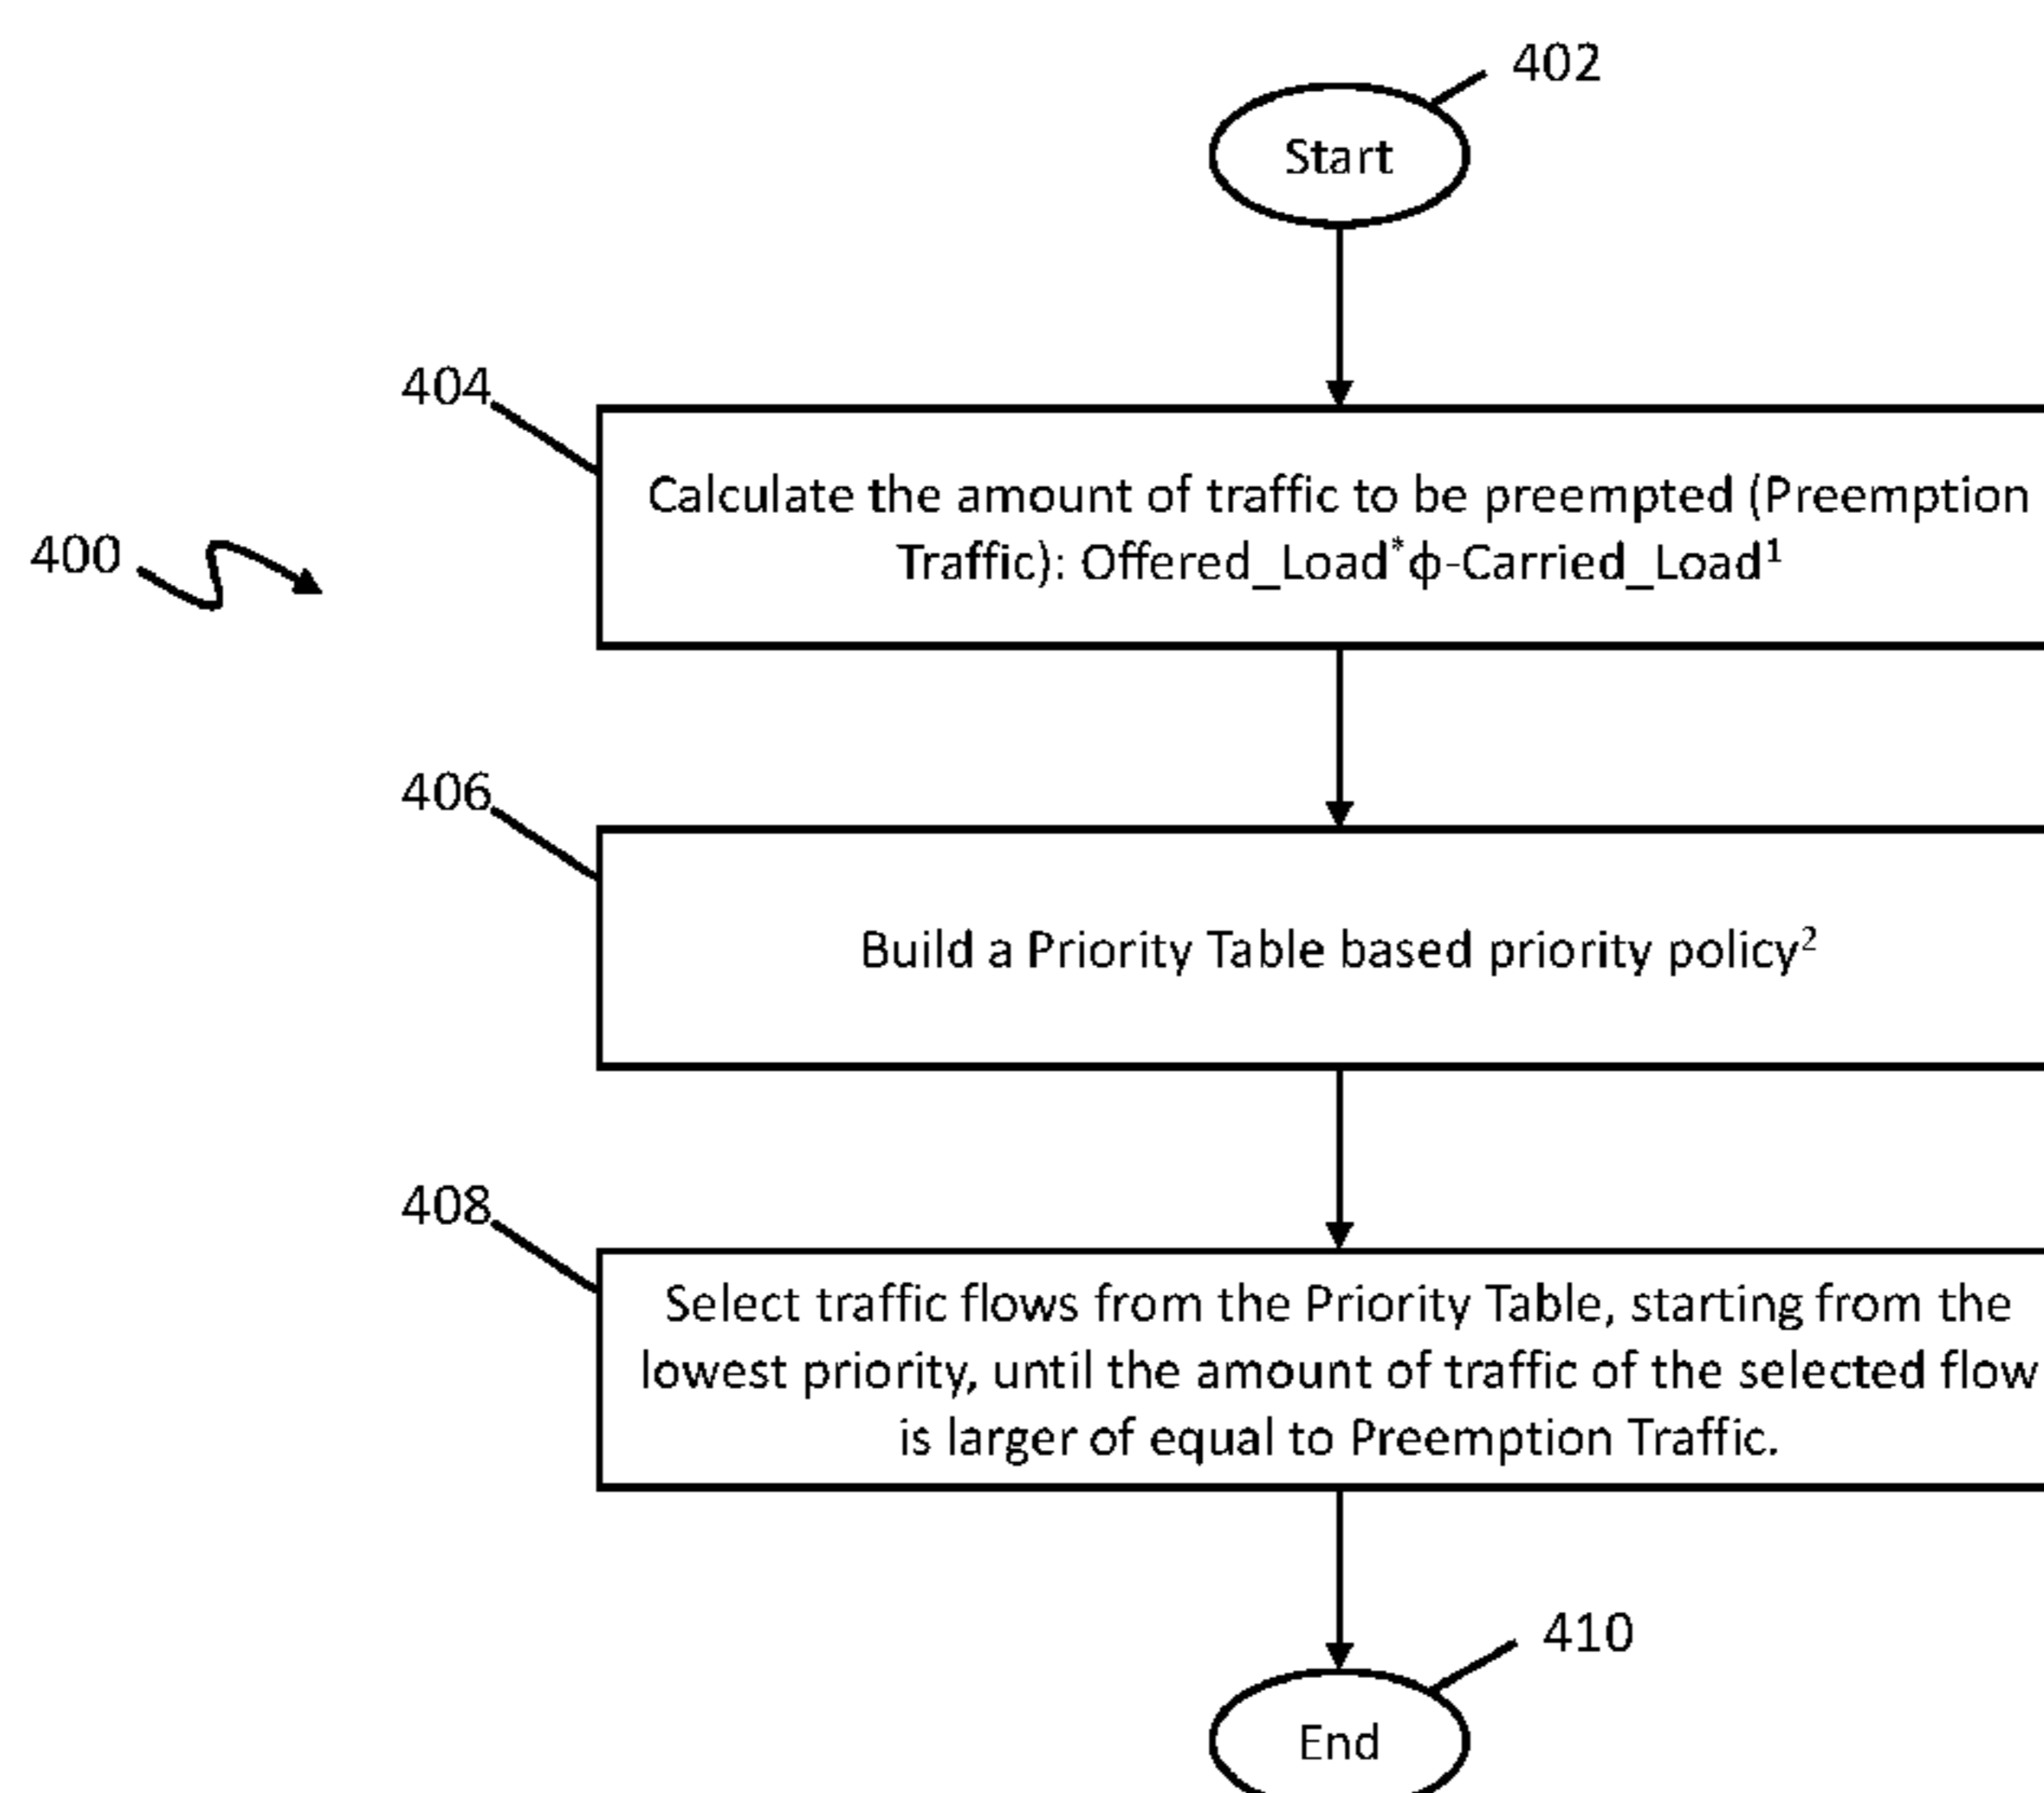 402
Start
404
Calculate the amount of traffic to be preempted (Preemption
Traffic): Offered_Load*ϕ-Carried_Load¹
400
406
Build a Priority Table based priority policy²
408
Select traffic flows from the Priority Table, starting from the
lowest priority, until the amount of traffic of the selected flow
is larger of equal to Preemption Traffic.
410
End